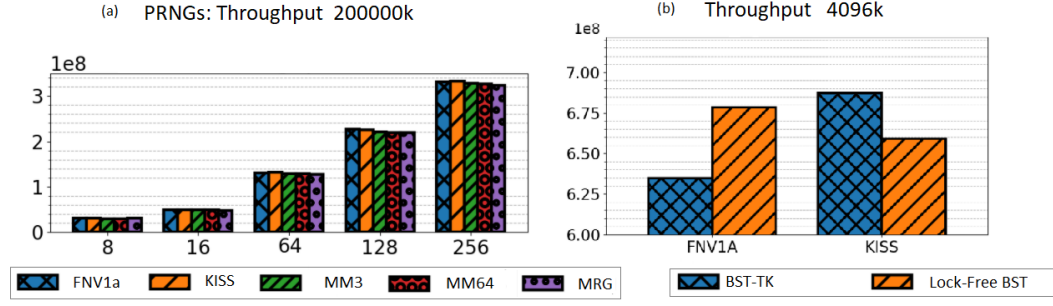 (a) PRNGs: Throughput 200000k
1e8
3
2
1
0
8 16 64 128 256
FNV1a KISS MM3 MM64 MRG
(b) Throughput 4096k
1e8
7.00
6.75
6.50
6.25
6.00
FNV1A KISS
BST-TK Lock-Free BST